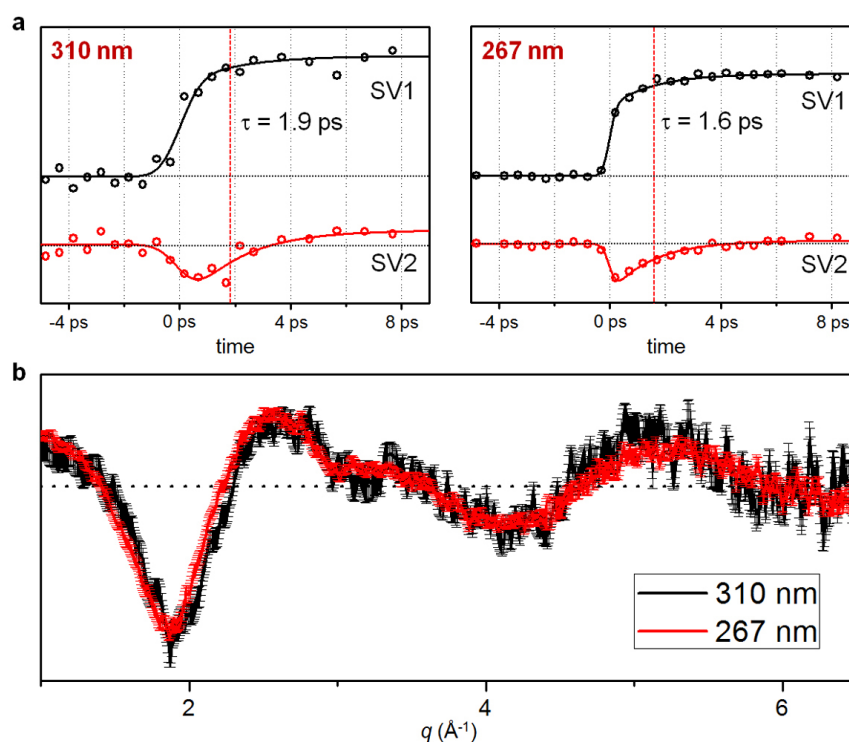 a
310 nm
SV1
τ = 1.9 ps
SV2
-4 ps 0 ps 4 ps 8 ps
time
267 nm
SV1
τ = 1.6 ps
SV2
-4 ps 0 ps 4 ps 8 ps
time
b
310 nm
267 nm
2 4 6
q (Å-1)